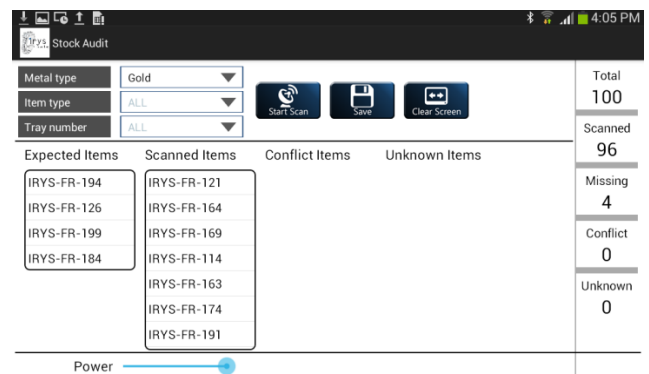 4:05 PM
Stock Audit
Metal type Gold
Item type ALL
Tray number ALL
Start Scan Save Clear Screen
Total
100
Scanned
96
Missing
4
Conflict
0
Unknown
0
Expected Items Scanned Items Conflict Items Unknown Items
IRYS-FR-194 IRYS-FR-121
IRYS-FR-126 IRYS-FR-164
IRYS-FR-199 IRYS-FR-169
IRYS-FR-184 IRYS-FR-114
IRYS-FR-163
IRYS-FR-174
IRYS-FR-191
Power